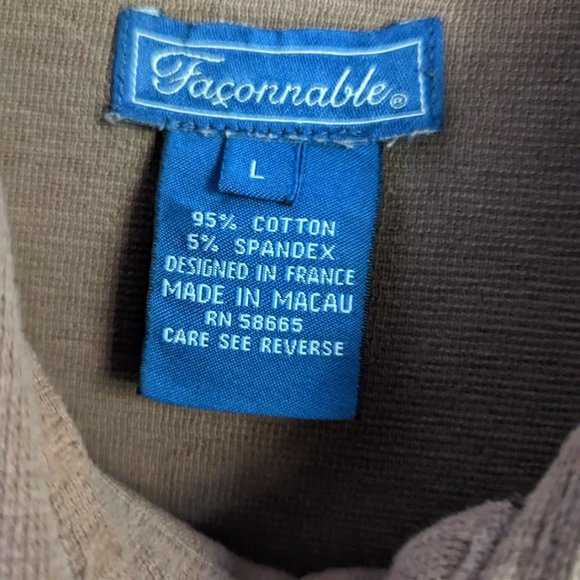 Façonnable®
L
95% COTTON
5% SPANDEX
DESIGNED IN FRANCE
MADE IN MACAU
RN 58665
CARE SEE REVERSE